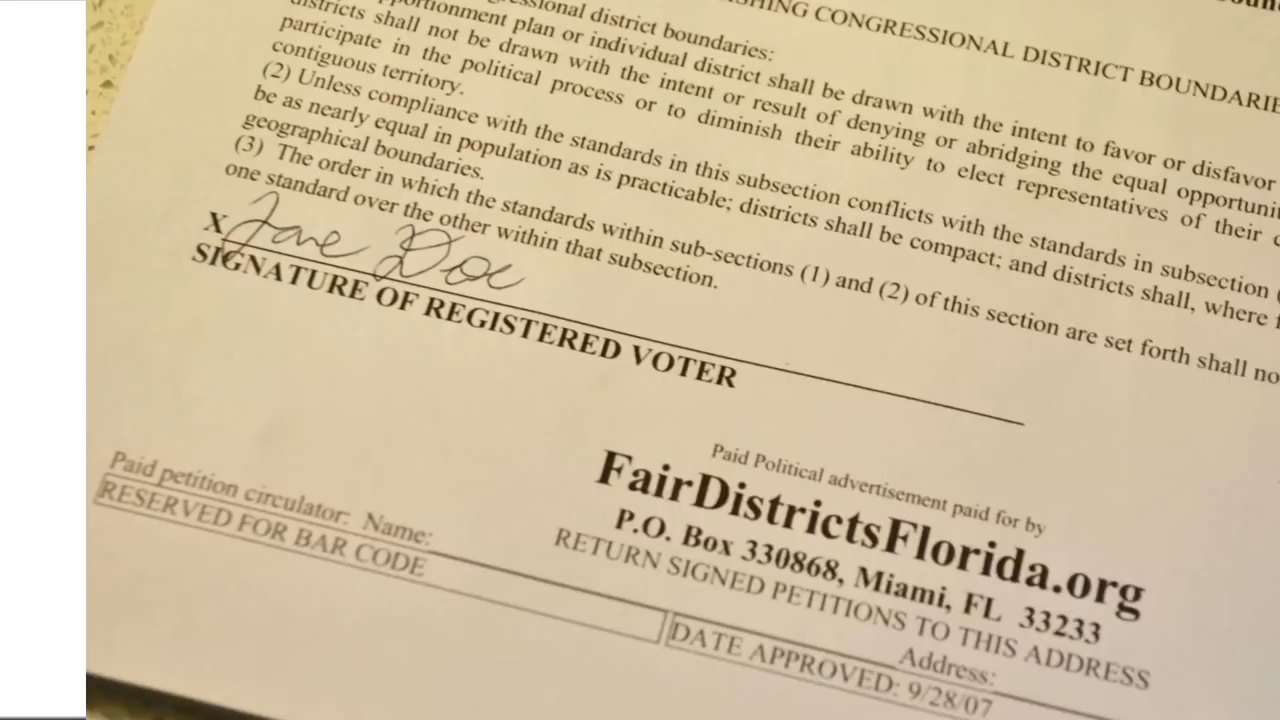 SHING CONGRESSIONAL DISTRICT BOUNDARIE
ssional district boundaries:
portionment plan or individual district shall be drawn with the intent to favor or disfavor
districts shall not be drawn with the intent or result of denying or abridging the equal opportuni
participate in the political process or to diminish their ability to elect representatives of their c
contiguous territory.
(2) Unless compliance with the standards in this subsection conflicts with the standards in subsection (
be as nearly equal in population as is practicable; districts shall be compact; and districts shall, where f
geographical boundaries.
(3) The order in which the standards within sub-sections (1) and (2) of this section are set forth shall no
one standard over the other within that subsection.
X Jane Doe
SIGNATURE OF REGISTERED VOTER
Paid Political advertisement paid for by
FairDistrictsFlorida.org
P.O. Box 330868, Miami, FL 33233
RETURN SIGNED PETITIONS TO THIS ADDRESS
Paid petition circulator: Name: Address:
RESERVED FOR BAR CODE
DATE APPROVED: 9/28/07